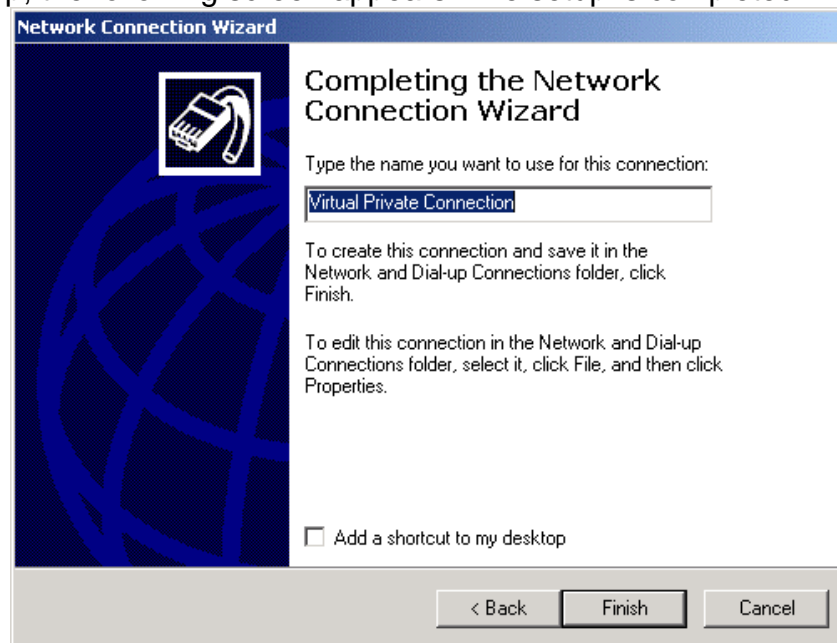 Network Connection Wizard
Completing the Network
Connection Wizard
Type the name you want to use for this connection:
Virtual Private Connection
To create this connection and save it in the
Network and Dial-up Connections folder, click
Finish.
To edit this connection in the Network and Dial-up
Connections folder, select it, click File, and then click
Properties.
Add a shortcut to my desktop
< Back
Finish
Cancel